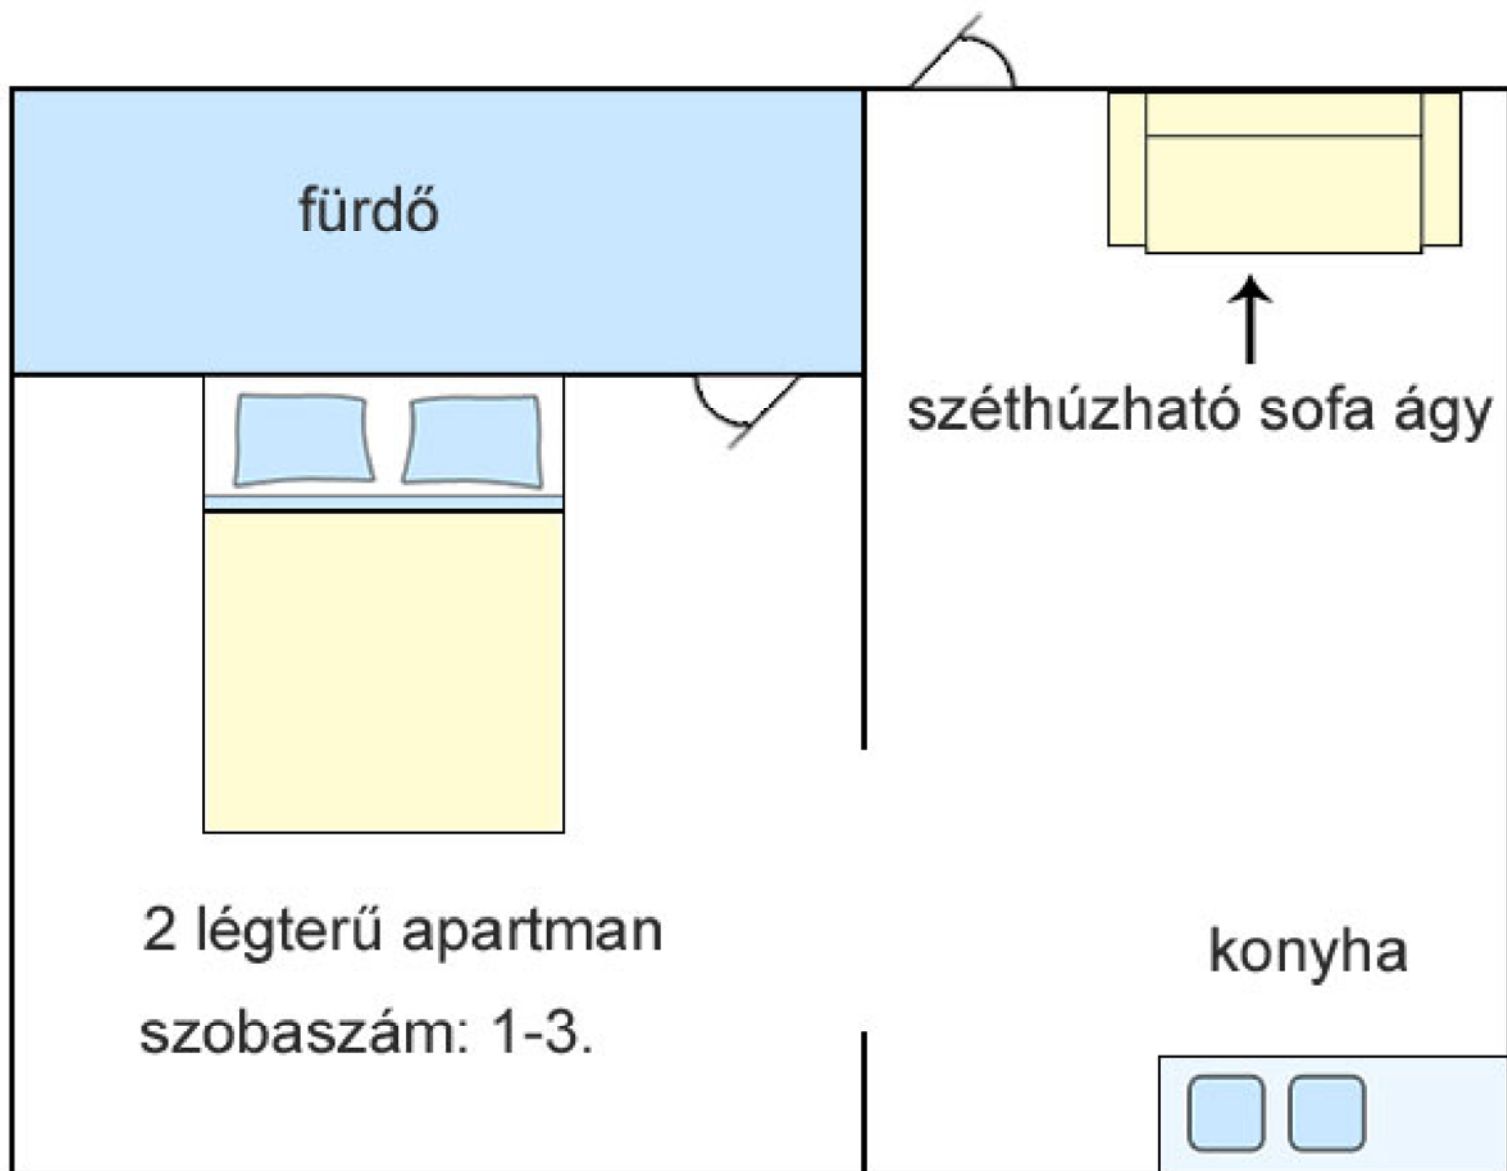 fürdő
széthúzható sofa ágy
2 légterű apartman
szobaszám: 1-3.
konyha